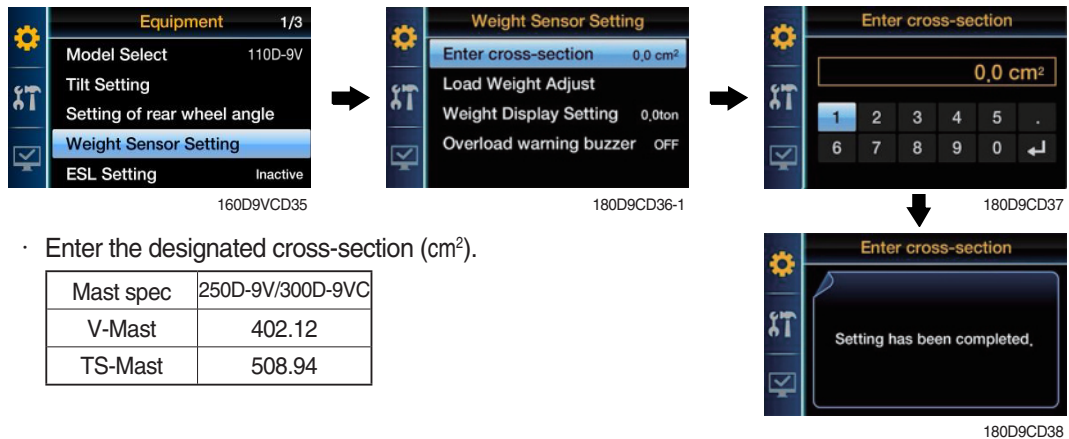 Equipment 1/3
Model Select 110D-9V
Tilt Setting
Setting of rear wheel angle
Weight Sensor Setting
ESL Setting Inactive
160D9VCD35
Weight Sensor Setting
Enter cross-section 0.0 cm²
Load Weight Adjust
Weight Display Setting 0.0ton
Overload warning buzzer OFF
180D9CD36-1
Enter cross-section
0.0 cm²
1 2 3 4 5 .
6 7 8 9 0 ↵
180D9CD37
· Enter the designated cross-section (cm²).
Mast spec 250D-9V/300D-9VC
V-Mast 402.12
TS-Mast 508.94
Enter cross-section
Setting has been completed.
180D9CD38